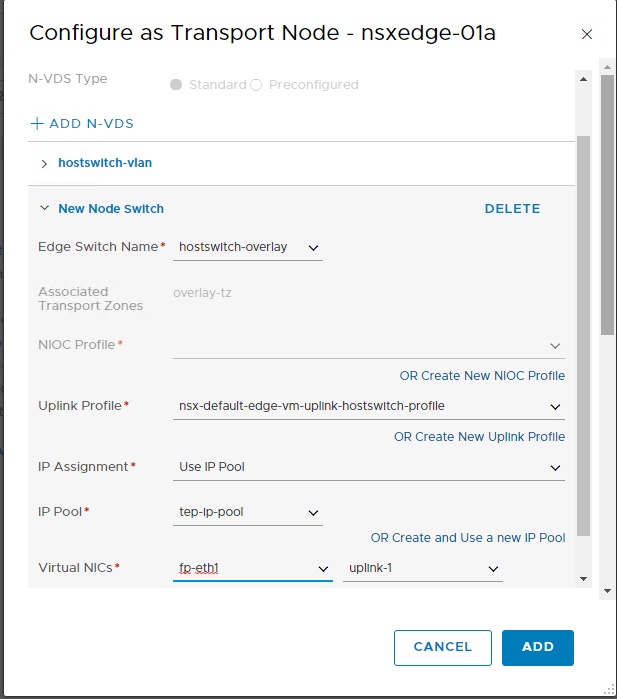 Configure as Transport Node - nsxedge-01a
N-VDS Type
Standard Preconfigured
+ ADD N-VDS
hostswitch-vlan
New Node Switch DELETE
Edge Switch Name* hostswitch-overlay
Associated Transport Zones overlay-tz
NIOC Profile*
OR Create New NIOC Profile
Uplink Profile* nsx-default-edge-vm-uplink-hostswitch-profile
OR Create New Uplink Profile
IP Assignment* Use IP Pool
IP Pool* tep-ip-pool
OR Create and Use a new IP Pool
Virtual NICs* fp-eth1 uplink-1
CANCEL ADD